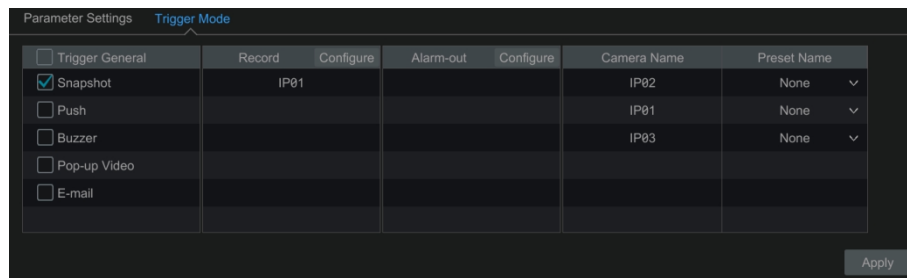 Parameter Settings Trigger Mode
Trigger General Record Configure Alarm-out Configure Camera Name Preset Name
Snapshot IP01 IP02 None
Push IP01 None
Buzzer IP03 None
Pop-up Video
E-mail
Apply